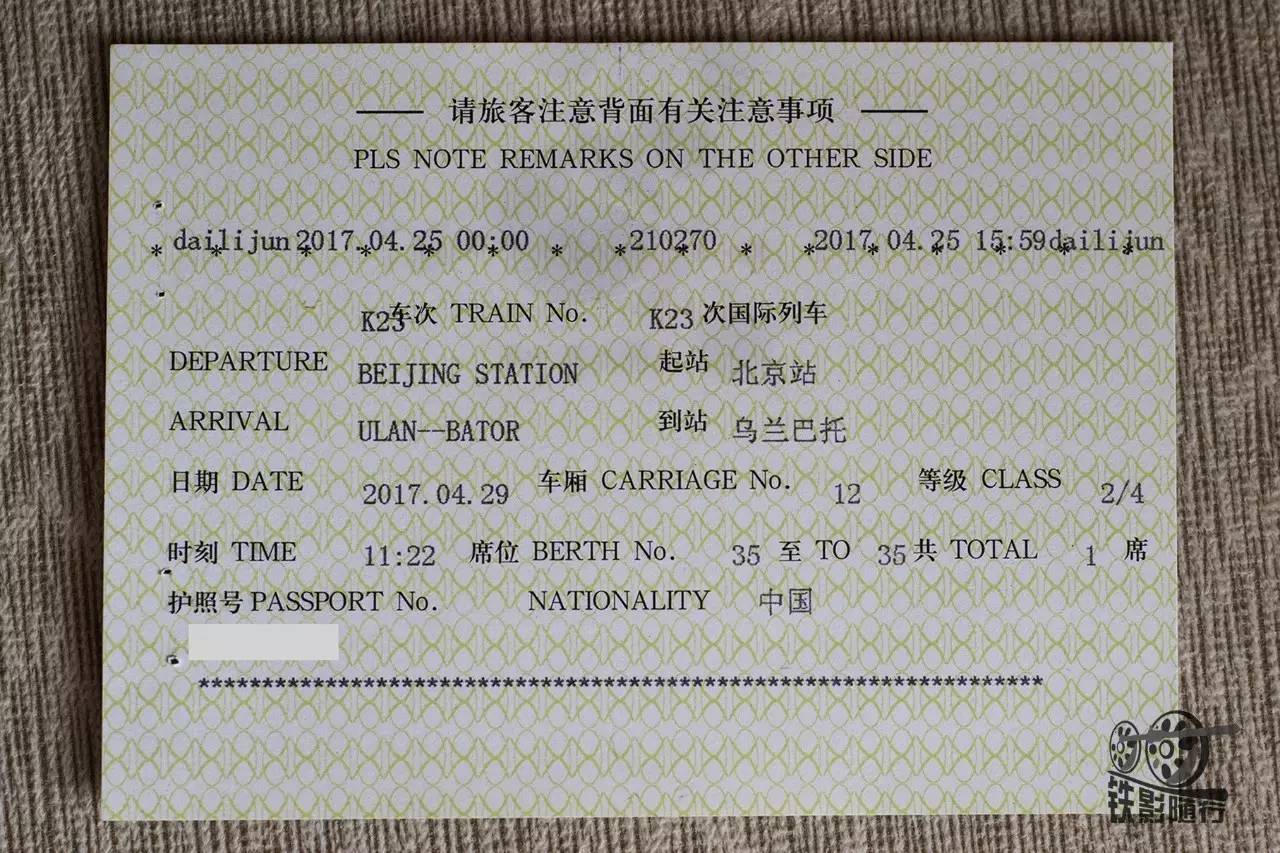 请旅客注意背面有关注意事项
PLS NOTE REMARKS ON THE OTHER SIDE
dailijun 2017.04.25 00:00 210270 2017.04.25 15:59 dailijun
* * * * * * * * * * * * * * * *
K23 车次 TRAIN No. K23 次国际列车
DEPARTURE BEIJING STATION 起站 北京站
ARRIVAL ULAN--BATOR 到站 乌兰巴托
日期 DATE 2017.04.29 车厢 CARRIAGE No. 12 等级 CLASS 2/4
时刻 TIME 11:22 席位 BERTH No. 35 至 TO 35 共 TOTAL 1 席
护照号 PASSPORT No. NATIONALITY 中国
*******************************************************************
铁影随行